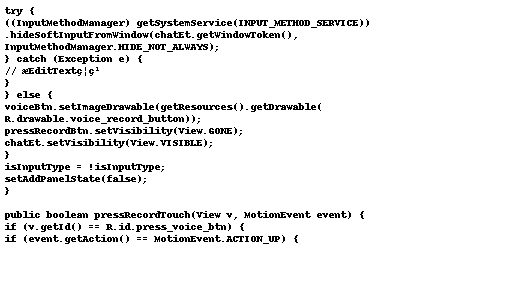 try {
((InputMethodManager) getSystemService(INPUT_METHOD_SERVICE))
.hideSoftInputFromWindow(chatEt.getWindowToken(),
InputMethodManager.HIDE_NOT_ALWAYS);
} catch (Exception e) {
// æEditTextç¦ç¹
}
} else {
voiceBtn.setImageDrawable(getResources().getDrawable(
R.drawable.voice_record_button));
pressRecordBtn.setVisibility(View.GONE);
chatEt.setVisibility(View.VISIBLE);
}
isInputType = !isInputType;
setAddPanelState(false);
}

public boolean pressRecordTouch(View v, MotionEvent event) {
if (v.getId() == R.id.press_voice_btn) {
if (event.getAction() == MotionEvent.ACTION_UP) {